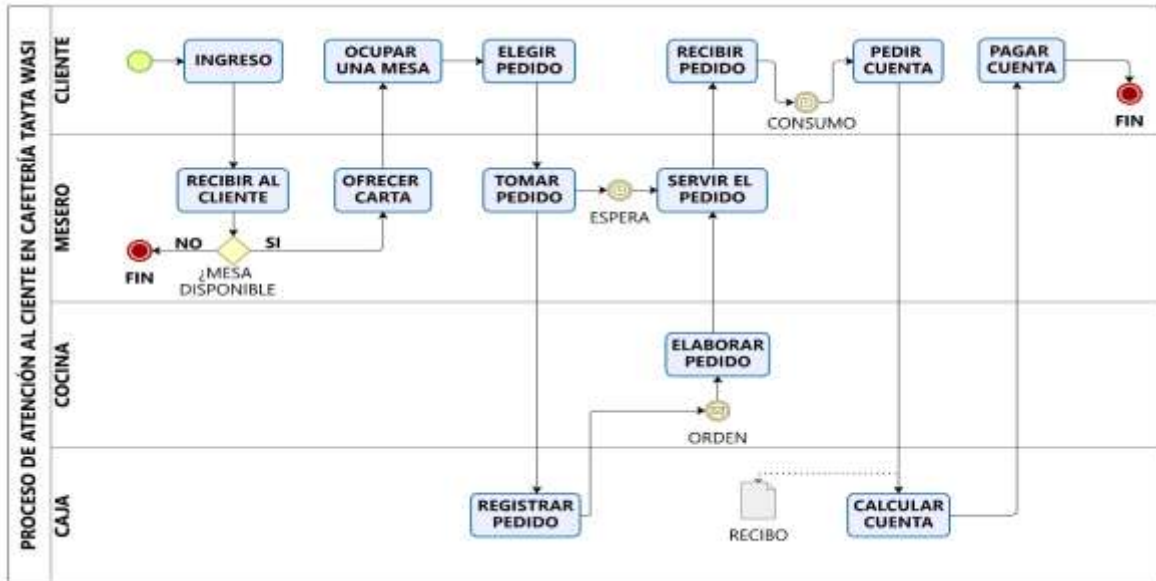 PROCESO DE ATENCIÓN AL CIENTE EN CAFETERÍA TAYTA WASI
CLIENTE
INGRESO
OCUPAR
UNA MESA
ELEGIR
PEDIDO
RECIBIR
PEDIDO
CONSUMO
PEDIR
CUENTA
PAGAR
CUENTA
FIN
MESERO
RECIBIR AL
CLIENTE
NO
SI
FIN
¿MESA
DISPONIBLE
OFRECER
CARTA
TOMAR
PEDIDO
ESPERA
SERVIR EL
PEDIDO
COCINA
ELABORAR
PEDIDO
ORDEN
CAJA
REGISTRAR
PEDIDO
RECIBO
CALCULAR
CUENTA